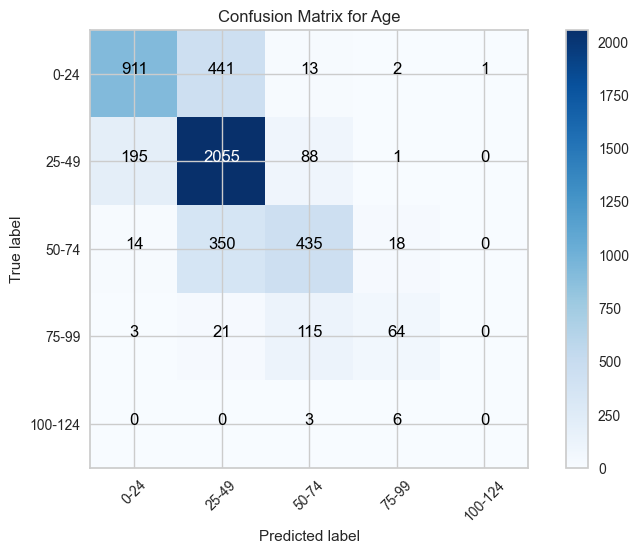 Confusion Matrix for Age
0-24 911 441 13 2 1
25-49 195 2055 88 1 0
50-74 14 350 435 18 0
75-99 3 21 115 64 0
100-124 0 0 3 6 0
True label
0-24 25-49 50-74 75-99 100-124
Predicted label
2000
1750
1500
1250
1000
750
500
250
0